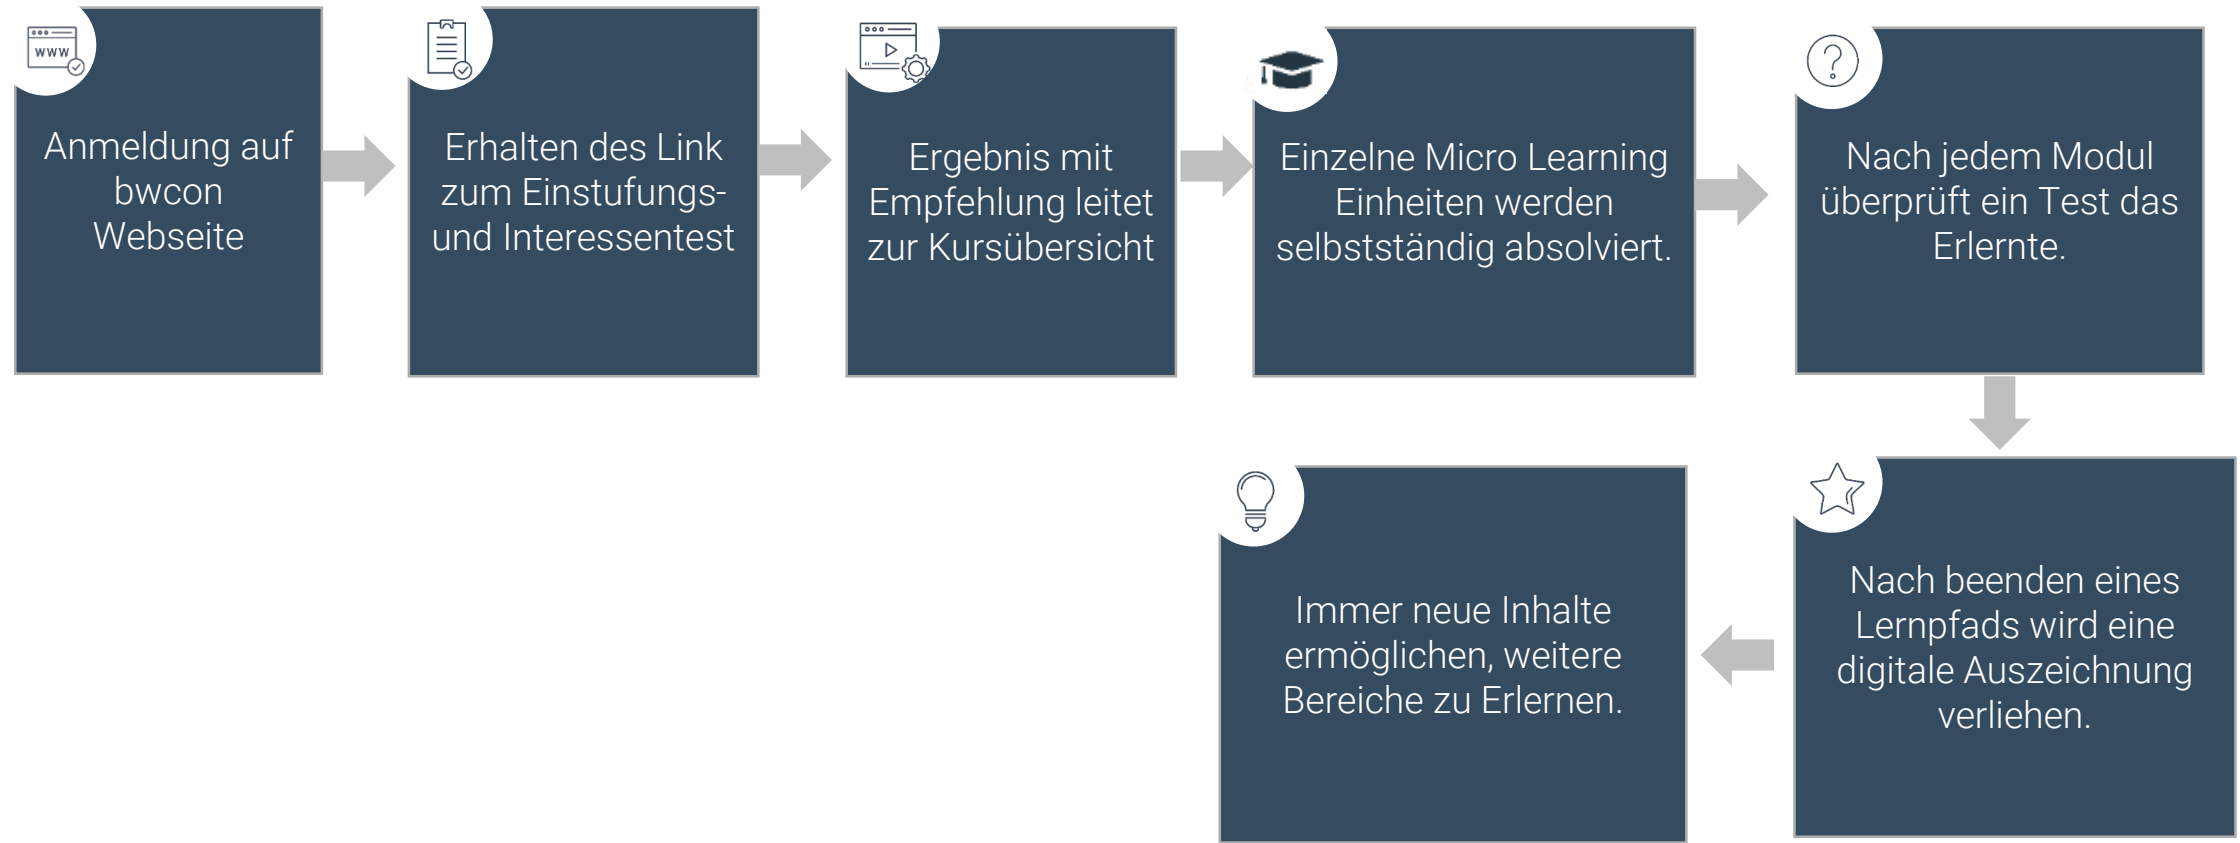 WWW
Anmeldung auf
bwcon
Webseite
Erhalten des Link
zum Einstufungs-
und Interessentest
Ergebnis mit
Empfehlung leitet
zur Kursübersicht
Einzelne Micro Learning
Einheiten werden
selbstständig absolviert.
?
Nach jedem Modul
überprüft ein Test das
Erlernte.
Nach beenden eines
Lernpfads wird eine
digitale Auszeichnung
verliehen.
Immer neue Inhalte
ermöglichen, weitere
Bereiche zu Erlernen.